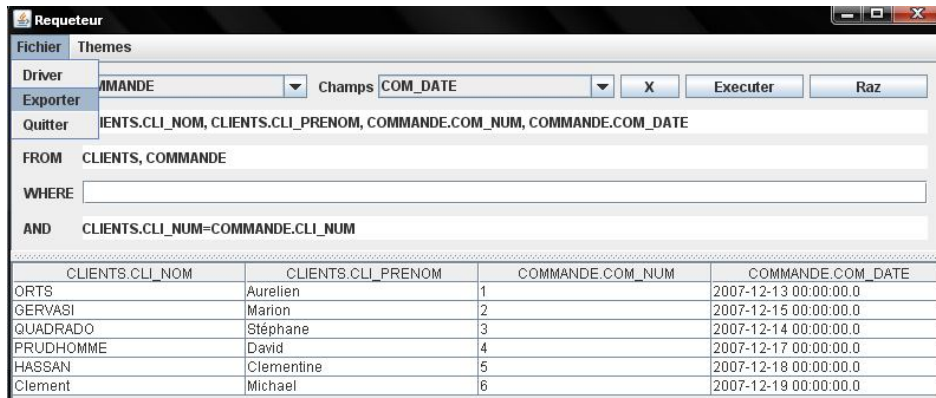 Requeteur
Fichier Themes
Driver
Exporter
Quitter
MMANDE Champs COM_DATE X Executer Raz
IENTS.CLI_NOM, CLIENTS.CLI_PRENOM, COMMANDE.COM_NUM, COMMANDE.COM_DATE
FROM CLIENTS, COMMANDE
WHERE
AND CLIENTS.CLI_NUM=COMMANDE.CLI_NUM
CLIENTS.CLI_NOM CLIENTS.CLI_PRENOM COMMANDE.COM_NUM COMMANDE.COM_DATE
ORTS Aurelien 1 2007-12-13 00:00:00.0
GERVASI Marion 2 2007-12-15 00:00:00.0
QUADRADO Stéphane 3 2007-12-14 00:00:00.0
PRUDHOMME David 4 2007-12-17 00:00:00.0
HASSAN Clementine 5 2007-12-18 00:00:00.0
Clement Michael 6 2007-12-19 00:00:00.0